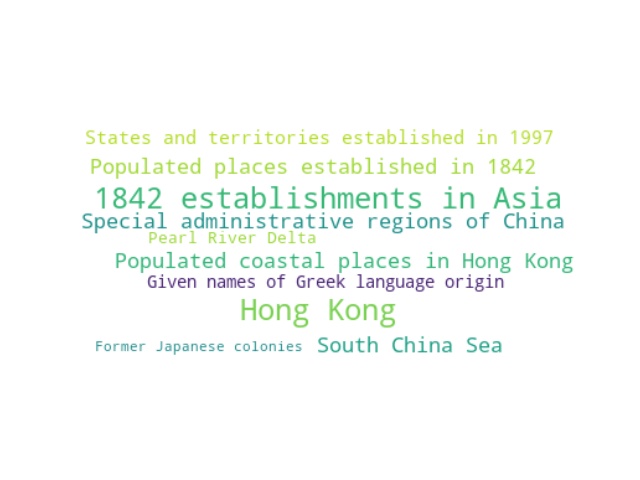 States and territories established in 1997
Populated places established in 1842
1842 establishments in Asia
Special administrative regions of China
Pearl River Delta
Populated coastal places in Hong Kong
Given names of Greek language origin
Hong Kong
Former Japanese colonies South China Sea